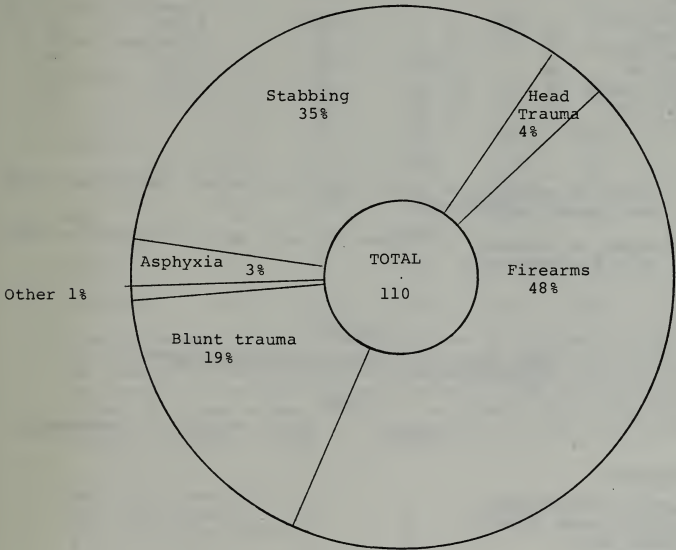 Stabbing
35%
Head
Trauma
4%
Asphyxia 3%
TOTAL
110
Firearms
48%
Other 1%
Blunt trauma
19%